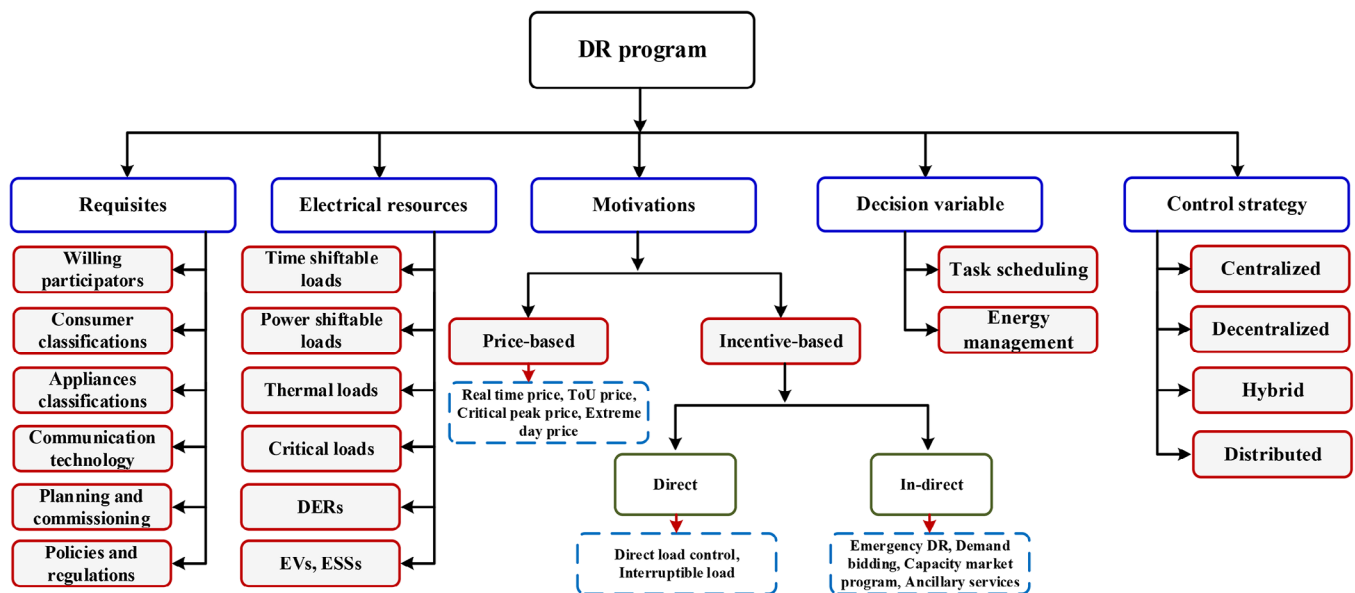 DR program
Requisites
Electrical resources
Motivations
Decision variable
Control strategy
Willing
participators
Consumer
classifications
Appliances
classifications
Communication
technology
Planning and
commissioning
Policies and
regulations
Time shiftable
loads
Power shiftable
loads
Thermal loads
Critical loads
DERs
EVs, ESSs
Price-based
Real time price, ToU price,
Critical peak price, Extreme
day price
Incentive-based
Direct
Direct load control,
Interruptible load
In-direct
Emergency DR, Demand
bidding, Capacity market
program, Ancillary services
Task scheduling
Energy
management
Centralized
Decentralized
Hybrid
Distributed